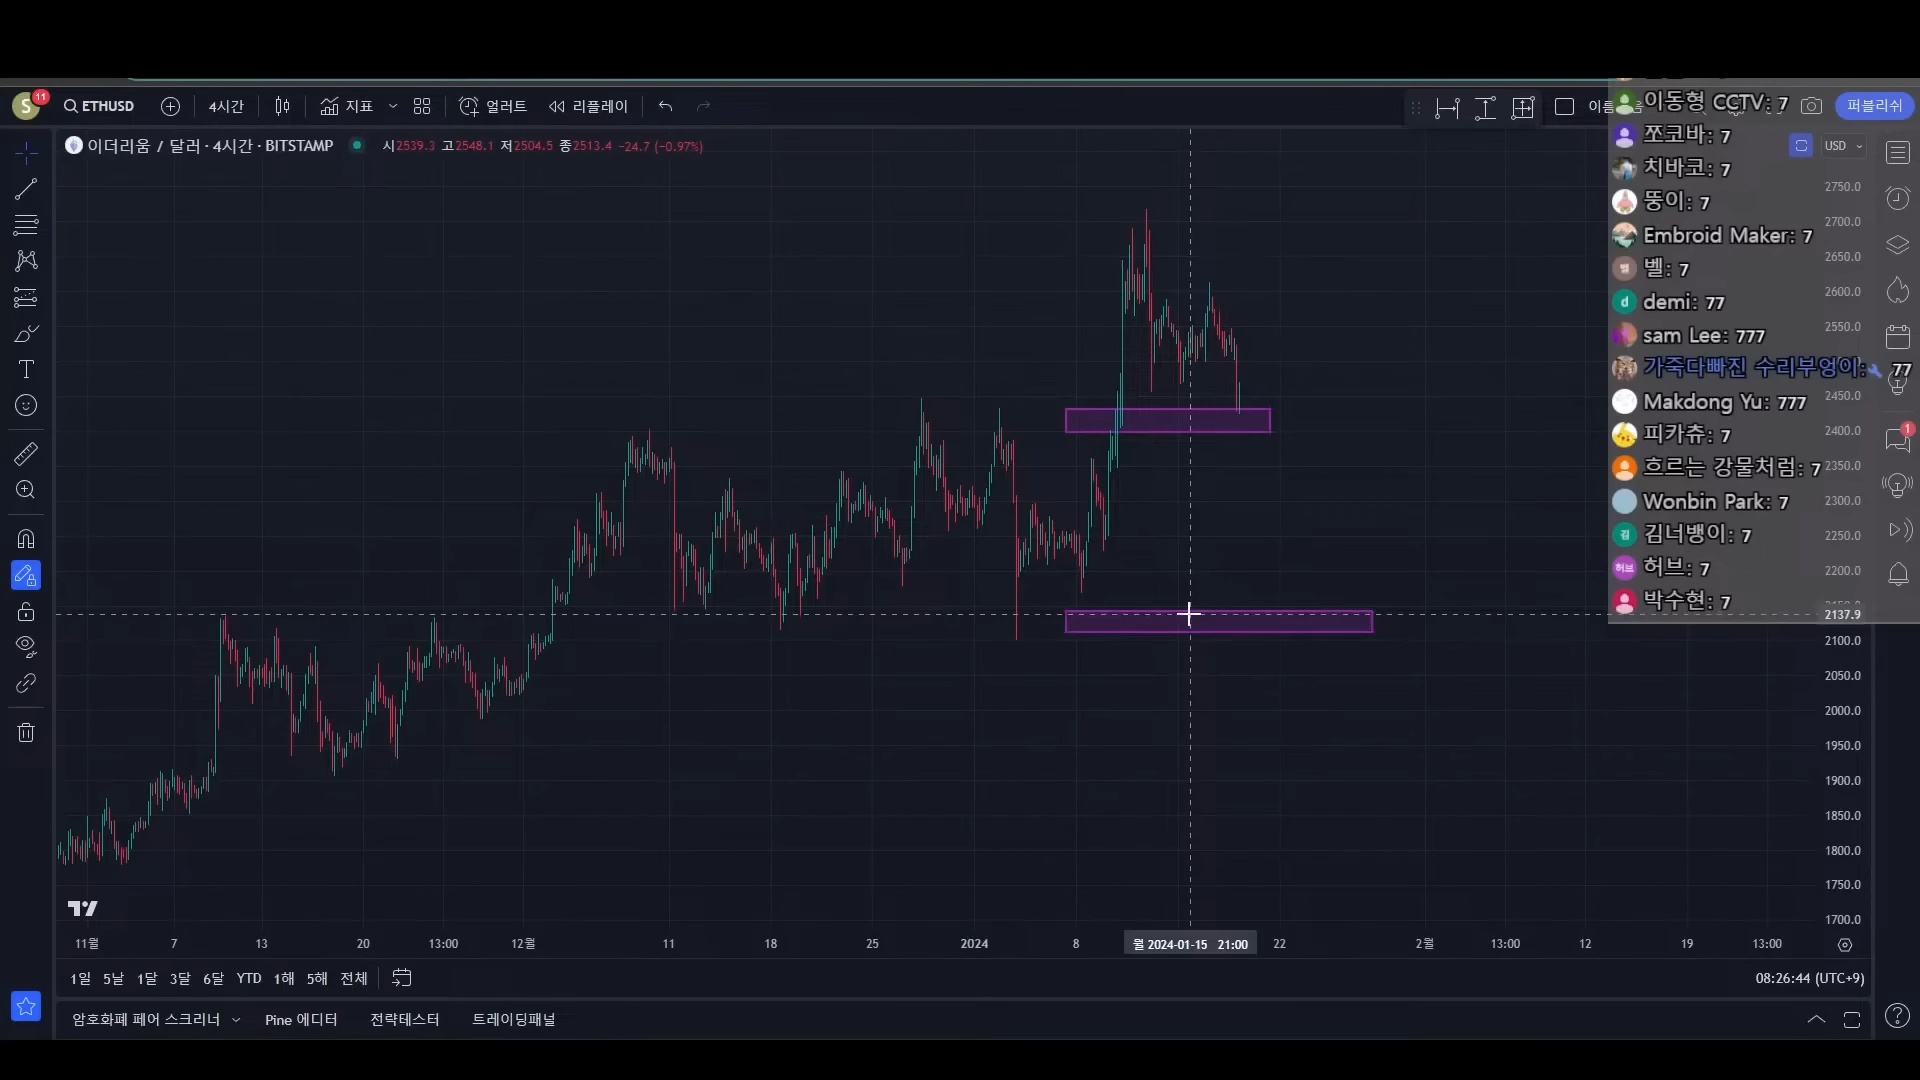 S 11 ETHUSD 4시간 지표 얼러트 리플레이 이름 퍼블리쉬
이더리움 / 달러 · 4시간 · BITSTAMP 시2539.3 고2548.1 저2504.5 종2513.4 −24.7 (−0.97%)
USD
이동형 CCTV: 7
쪼코바: 7
치바코: 7
뚱이: 7
Embroid Maker: 7
벨: 7
demi: 77
sam Lee: 777
가죽다빠진 수리부엉이: 77
Makdong Yu: 777
피카츄: 7
흐르는 강물처럼: 7
Wonbin Park: 7
김너뱅이: 7
허브 허브: 7
박수현: 7
2750.0
2700.0
2650.0
2600.0
2550.0
2500.0
2450.0
2400.0
2350.0
2300.0
2250.0
2200.0
2137.9
2100.0
2050.0
2000.0
1950.0
1900.0
1850.0
1800.0
1750.0
1700.0
1
11월 7 13 20 13:00 12월 11 18 25 2024 8 월 2024-01-15 21:00 22 2월 13:00 12 19 13:00
1일 5날 1달 3달 6달 YTD 1해 5해 전체 08:26:44 (UTC+9)
암호화폐 페어 스크리너 Pine 에디터 전략테스터 트레이딩패널